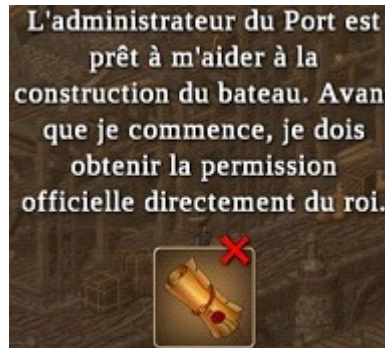 L'administrateur du Port est
prêt à m'aider à la
construction du bateau. Avan
que je commence, je dois
obtenir la permission
officielle directement du roi.